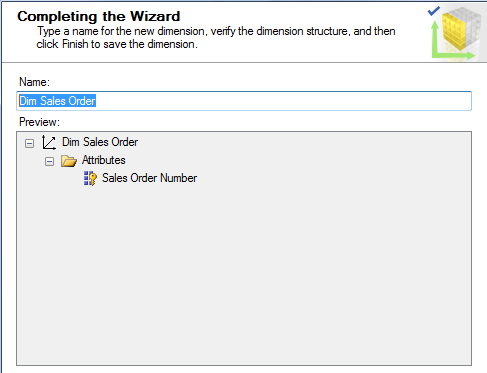 Completing the Wizard
Type a name for the new dimension, verify the dimension structure, and then
click Finish to save the dimension.
Name:
Dim Sales Order
Preview:
Dim Sales Order
Attributes
Sales Order Number